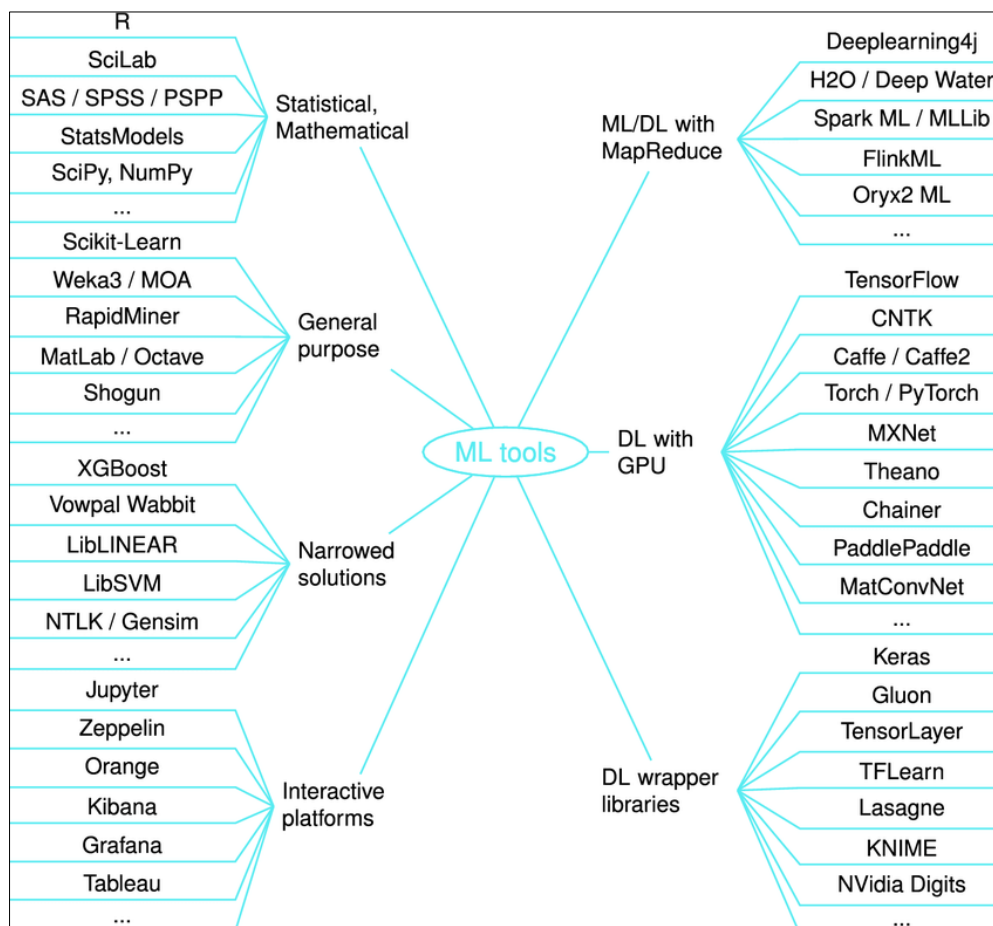 R
SciLab
SAS / SPSS / PSPP
StatsModels
SciPy, NumPy
...
Statistical,
Mathematical
Scikit-Learn
Weka3 / MOA
RapidMiner
MatLab / Octave
Shogun
...
General
purpose
XGBoost
Vowpal Wabbit
LibLINEAR
LibSVM
NTLK / Gensim
...
Narrowed
solutions
Jupyter
Zeppelin
Orange
Kibana
Grafana
Tableau
...
Interactive
platforms
ML tools
ML/DL with
MapReduce
Deeplearning4j
H2O / Deep Water
Spark ML / MLLib
FlinkML
Oryx2 ML
...
DL with
GPU
TensorFlow
CNTK
Caffe / Caffe2
Torch / PyTorch
MXNet
Theano
Chainer
PaddlePaddle
MatConvNet
...
DL wrapper
libraries
Keras
Gluon
TensorLayer
TFLearn
Lasagne
KNIME
NVidia Digits
...